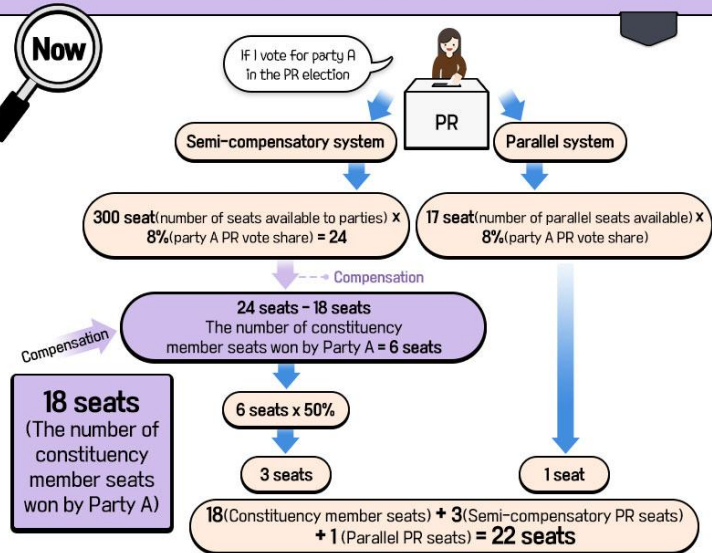 Now
If I vote for party A
in the PR election
PR
Semi-compensatory system
Parallel system
300 seat(number of seats available to parties) x
8%(party A PR vote share) = 24
17 seat(number of parallel seats available) x
8%(party A PR vote share)
Compensation
24 seats - 18 seats
The number of constituency
member seats won by Party A = 6 seats
Compensation
18 seats
(The number of
constituency
member seats
won by Party A)
6 seats x 50%
3 seats
1 seat
18(Constituency member seats) + 3(Semi-compensatory PR seats)
+ 1 (Parallel PR seats) = 22 seats